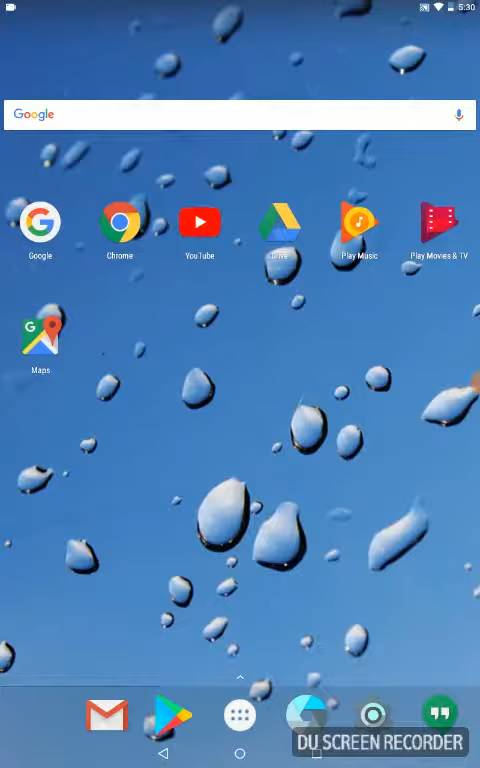 5:30
Google
Google
Chrome
YouTube
Drive
Play Music
Play Movies & TV
G
Maps
DU SCREEN RECORDER